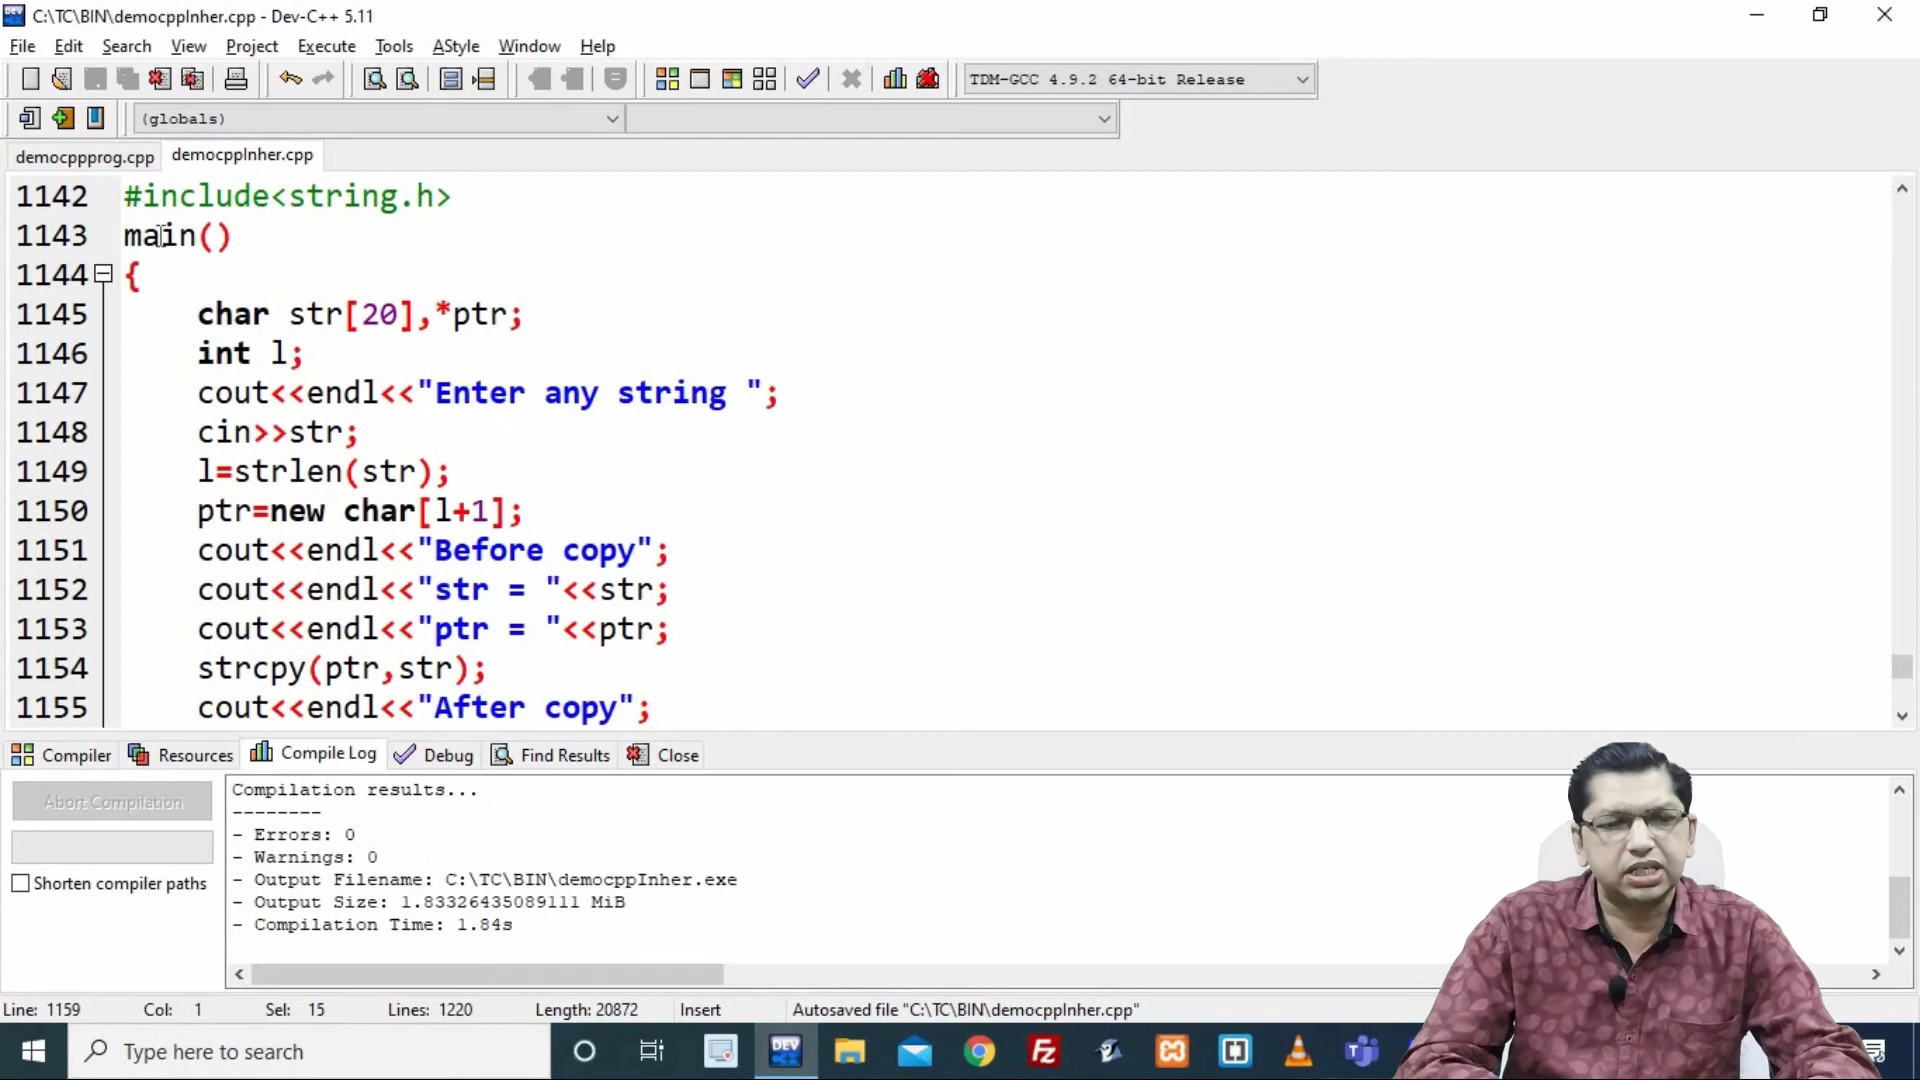 C:\TC\BIN\democppInher.cpp - Dev-C++ 5.11
File Edit Search View Project Execute Tools AStyle Window Help
TDM-GCC 4.9.2 64-bit Release
(globals)
democppprog.cpp democppInher.cpp
1142 #include<string.h>
1143 main()
1144 {
1145 char str[20],*ptr;
1146 int l;
1147 cout<<endl<<"Enter any string ";
1148 cin>>str;
1149 l=strlen(str);
1150 ptr=new char[l+1];
1151 cout<<endl<<"Before copy";
1152 cout<<endl<<"str = "<<str;
1153 cout<<endl<<"ptr = "<<ptr;
1154 strcpy(ptr,str);
1155 cout<<endl<<"After copy";
Compiler Resources Compile Log Debug Find Results Close
Abort Compilation
Shorten compiler paths
Compilation results...
--------
- Errors: 0
- Warnings: 0
- Output Filename: C:\TC\BIN\democppInher.exe
- Output Size: 1.83326435089111 MiB
- Compilation Time: 1.84s
Line: 1159 Col: 1 Sel: 15 Lines: 1220 Length: 20872 Insert Autosaved file "C:\TC\BIN\democppInher.cpp"
Type here to search
DEV
Fz